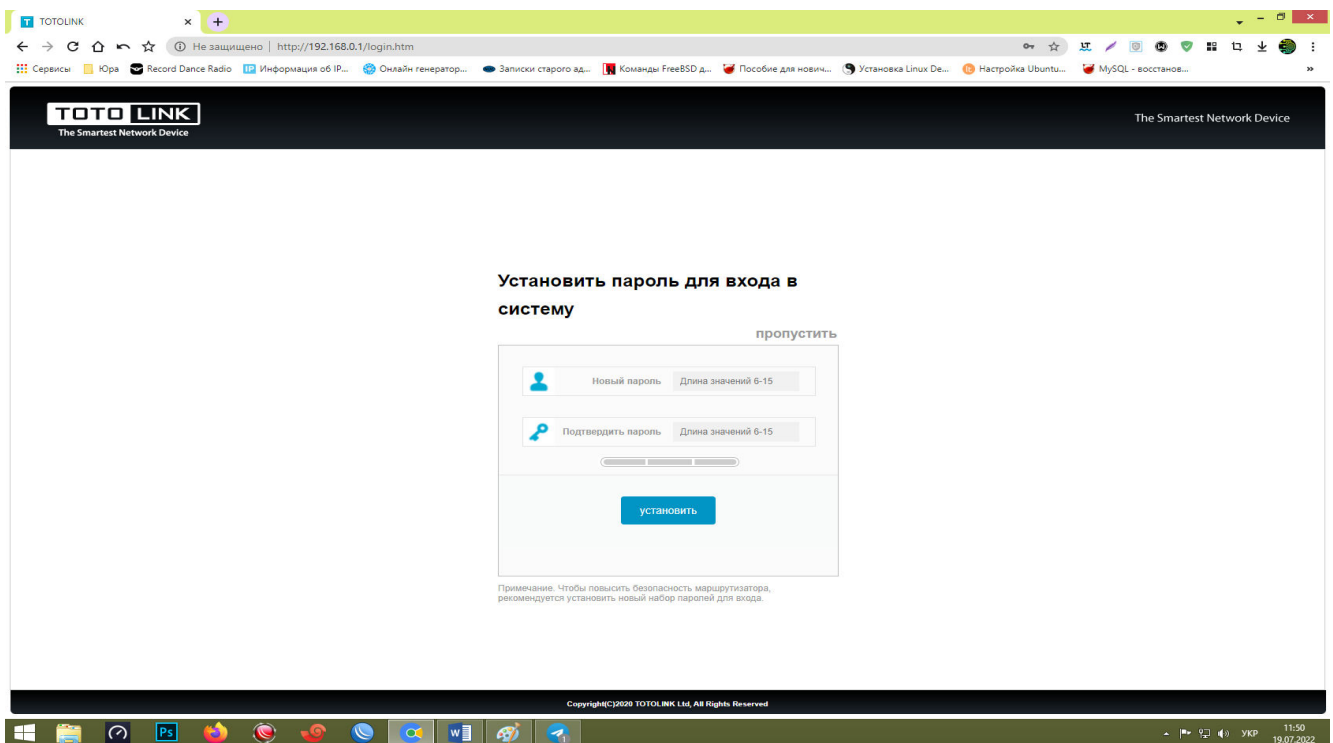 TOTOLINK
Не защищено | http://192.168.0.1/login.htm
Сервисы Юра Record Dance Radio Информация об IP... Онлайн генератор... Записки старого ад... Команды FreeBSD д... Пособие для нович... Установка Linux De... Настройка Ubuntu... MySQL - восстанов... »
TOTO LINK
The Smartest Network Device
The Smartest Network Device
Установить пароль для входа в
систему
пропустить
Новый пароль Длина значений 6-15
Подтвердить пароль Длина значений 6-15
установить
Примечание. Чтобы повысить безопасность маршрутизатора,
рекомендуется установить новый набор паролей для входа.
Copyright(C)2020 TOTOLINK Ltd, All Rights Reserved
УКР 11:50
19.07.2022